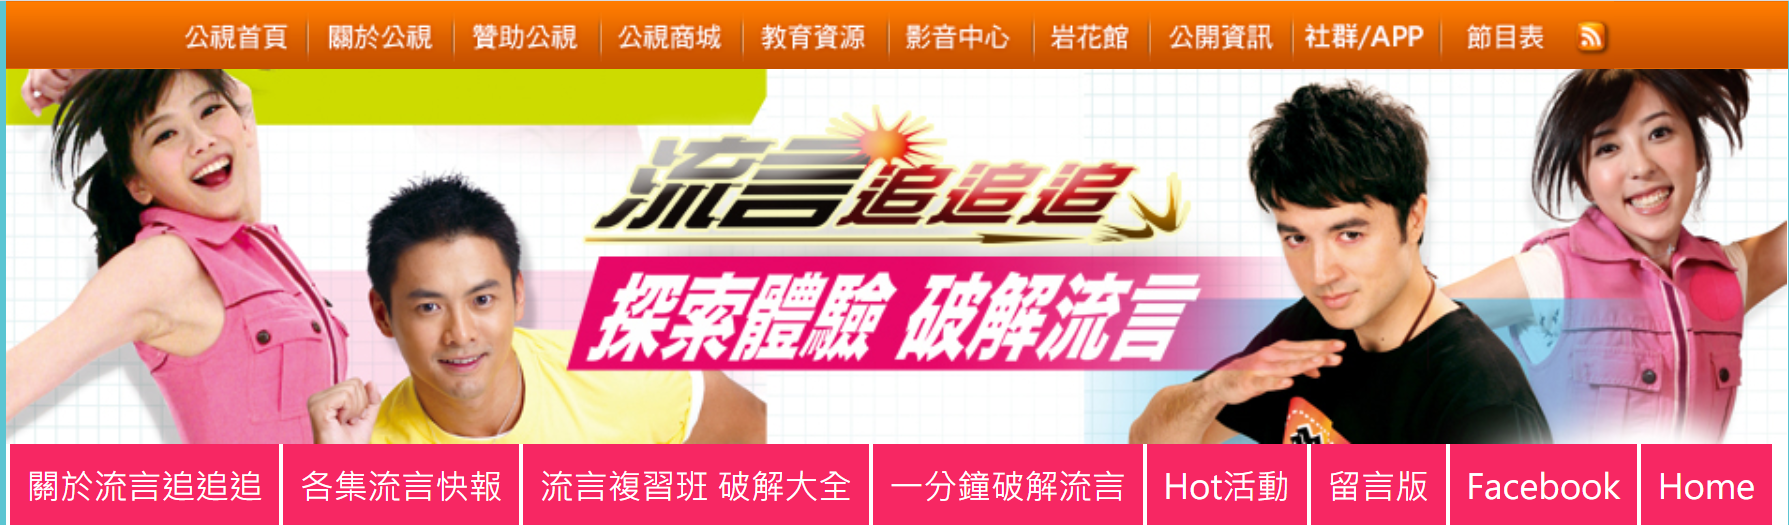 公視首頁 關於公視 贊助公視 公視商城 教育資源 影音中心 岩花館 公開資訊 社群/APP 節目表
流言追追追
探索體驗 破解流言
關於流言追追追 各集流言快報 流言複習班 破解大全 一分鐘破解流言 Hot活動 留言版 Facebook Home